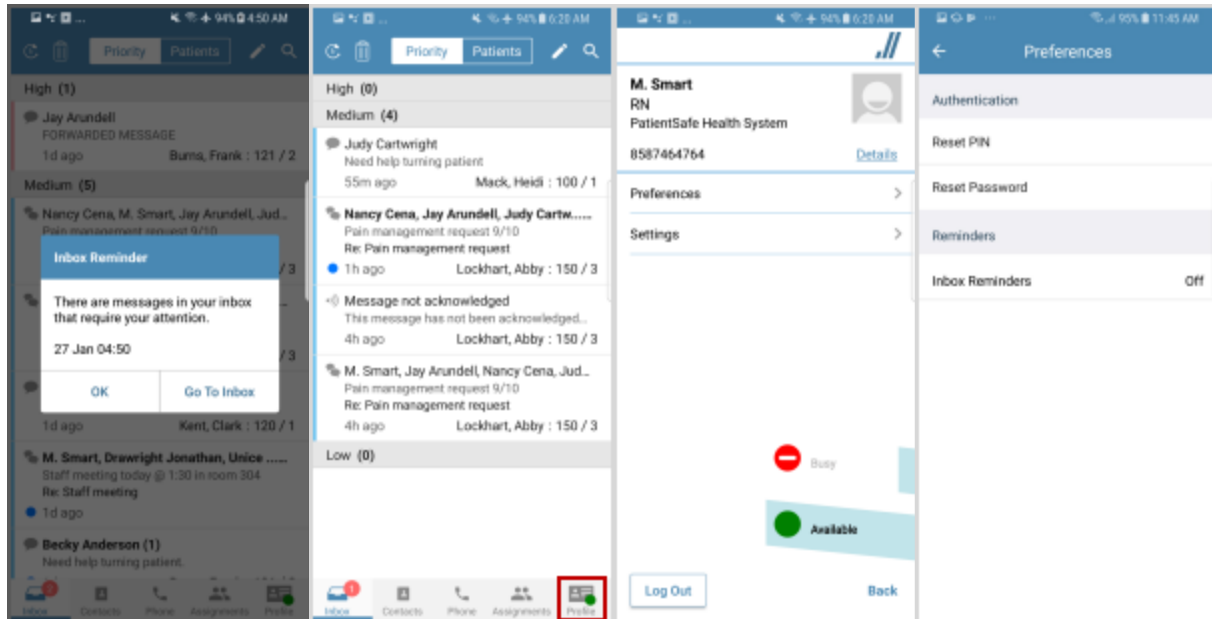 94% 4:50 AM
Priority Patients
High (1)
Jay Arundell
FORWARDED MESSAGE
1d ago Burns, Frank : 121 / 2
Medium (5)
Nancy Cena, M. Smart, Jay Arundell, Jud...
Pain management request 9/10
Inbox Reminder
/ 3
There are messages in your inbox
that require your attention.
27 Jan 04:50
/ 3
OK Go To Inbox
1d ago Kent, Clark : 120 / 1
M. Smart, Drawright Jonathan, Unice ......
Staff meeting today @ 1:30 in room 304
Re: Staff meeting
1d ago
Becky Anderson (1)
Need help turning patient.
Inbox Contacts Phone Assignments Profile
94% 6:20 AM
Priority Patients
High (0)
Medium (4)
Judy Cartwright
Need help turning patient
55m ago Mack, Heidi : 100 / 1
Nancy Cena, Jay Arundell, Judy Cartw......
Pain management request 9/10
Re: Pain management request
1h ago Lockhart, Abby : 150 / 3
Message not acknowledged
This message has not been acknowledged...
4h ago Lockhart, Abby : 150 / 3
M. Smart, Jay Arundell, Nancy Cena, Jud...
Pain management request 9/10
Re: Pain management request
4h ago Lockhart, Abby : 150 / 3
Low (0)
1
Inbox Contacts Phone Assignments Profile
94% 6:20 AM
M. Smart
RN
PatientSafe Health System
8587464764 Details
Preferences
Settings
Busy
Available
Log Out Back
95% 11:45 AM
Preferences
Authentication
Reset PIN
Reset Password
Reminders
Inbox Reminders Off